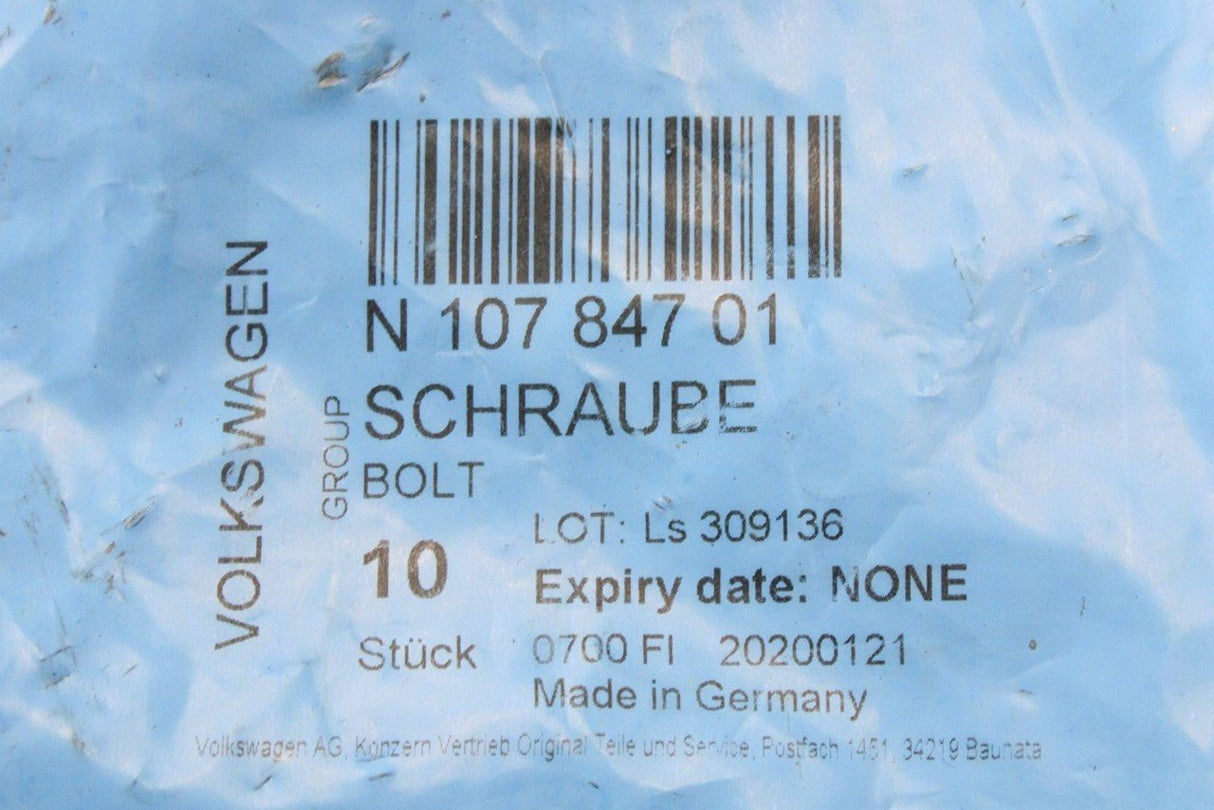 VOLKSWAGEN
GROUP
N 107 847 01
SCHRAUBE
BOLT
10
Stück
LOT: Ls 309136
Expiry date: NONE
0700 FI 20200121
Made in Germany
Volkswagen AG, Konzern Vertrieb Original Teile und Service, Postfach 1451, 34219 Baunata